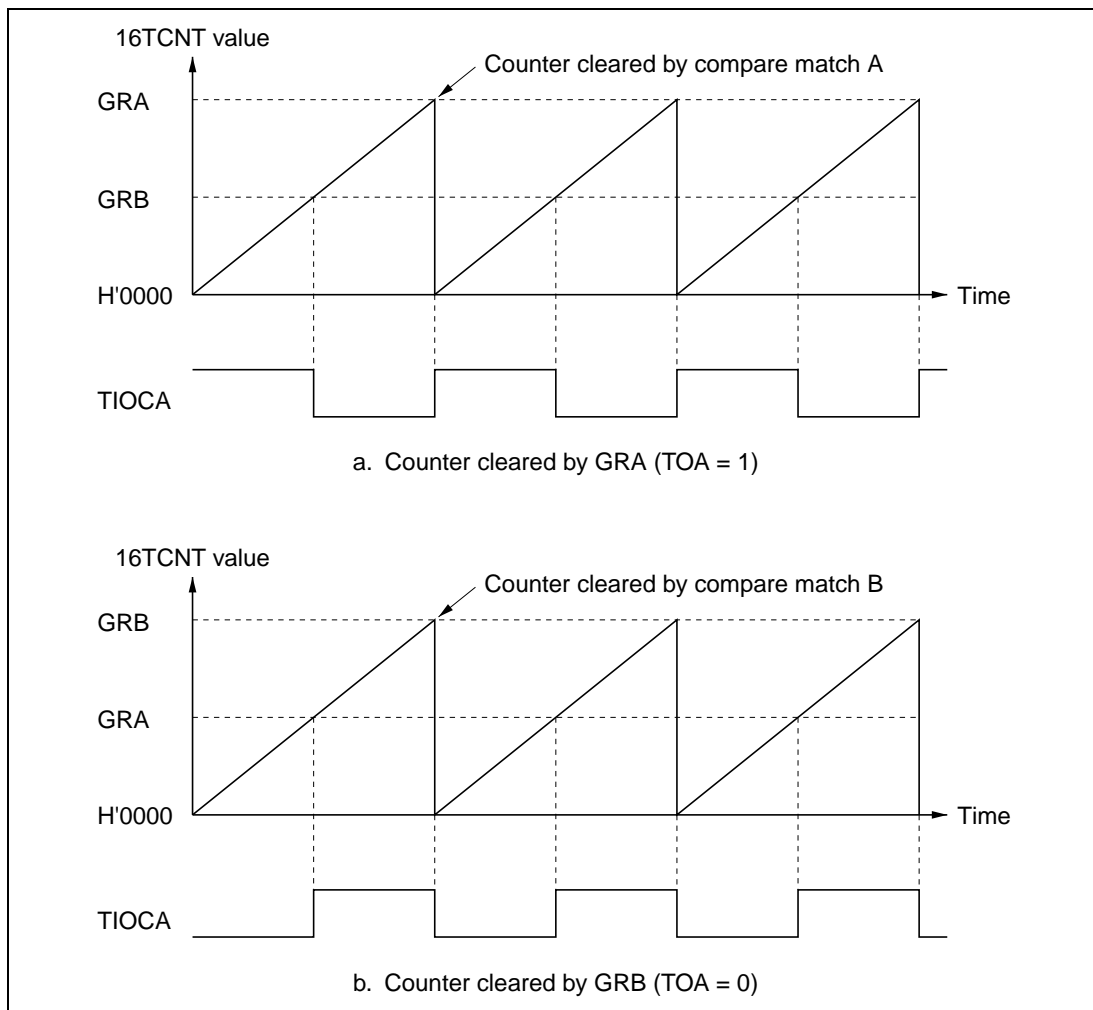 16TCNT value
Counter cleared by compare match A
GRA
GRB
H'0000
Time
TIOCA
a. Counter cleared by GRA (TOA = 1)
16TCNT value
Counter cleared by compare match B
GRB
GRA
H'0000
Time
TIOCA
b. Counter cleared by GRB (TOA = 0)